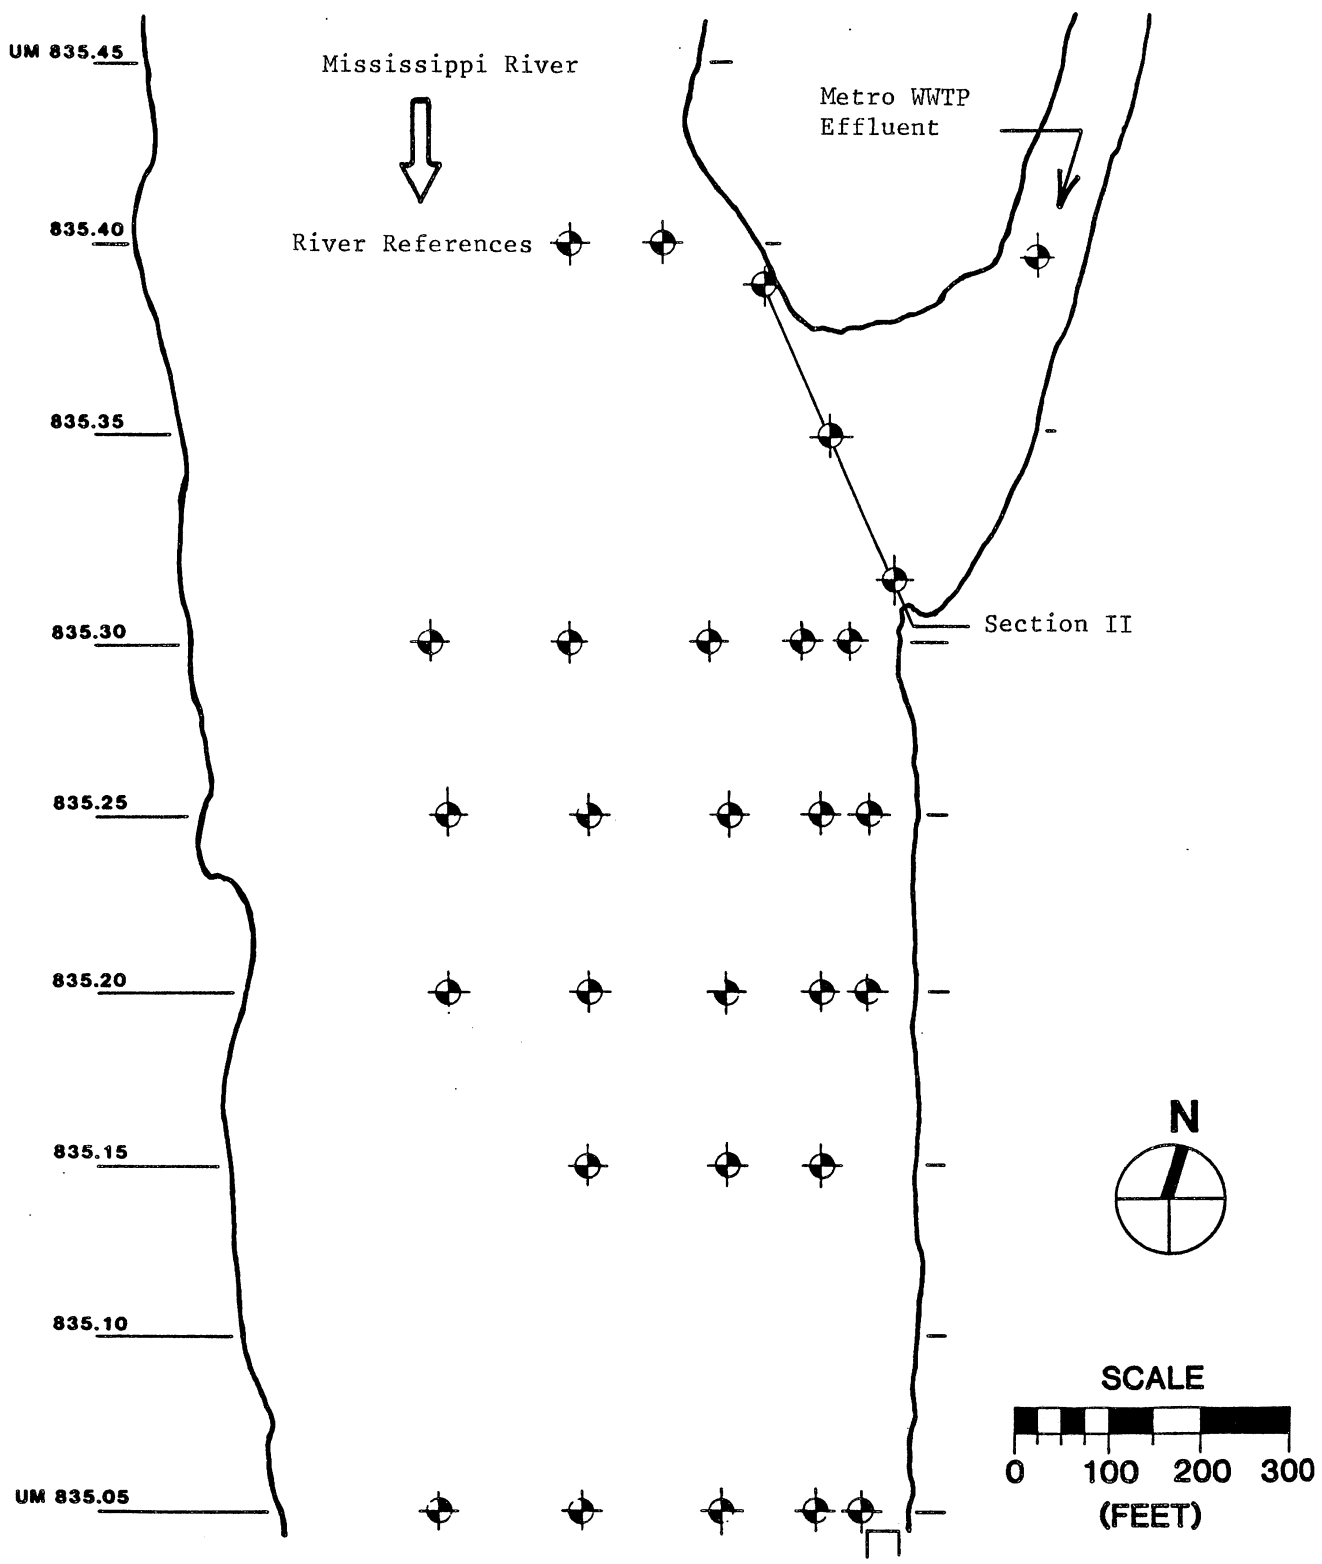 UM 835.45
Mississippi River
Metro WWTP
Effluent
835.40
River References
835.35
835.30
Section II
835.25
835.20
835.15
N
835.10
SCALE
0 100 200 300
(FEET)
UM 835.05